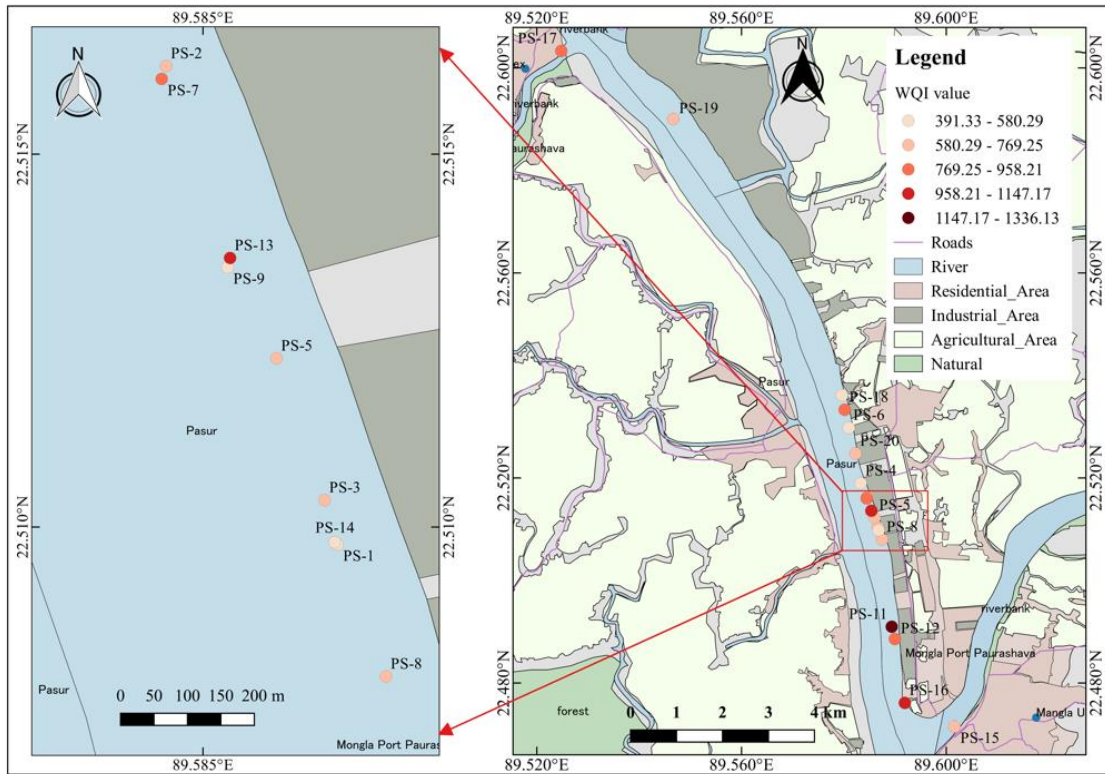 89.585°E
N
PS-2
PS-7
22.515°N
22.515°N
PS-13
PS-9
PS-5
Pasur
PS-3
22.510°N
22.510°N
PS-14
PS-1
PS-8
Pasur
0 50 100 150 200 m
Mongla Port Pauras
89.585°E
89.520°E
89.560°E
89.600°E
riverbank
riverbank
PS-17
ex
22.600°N
22.600°N
riverbank
PS-19
aurashava
N
Legend
WQI value
391.33 - 580.29
580.29 - 769.25
769.25 - 958.21
958.21 - 1147.17
1147.17 - 1336.13
Roads
River
Residential_Area
Industrial_Area
Agricultural_Area
Natural
22.560°N
22.560°N
Pasur
PS-18
PS-6
PS-20
Pasur
PS-4
22.520°N
22.520°N
PS-5
PS-8
PS-11
PS-12
riverbank
Mongla Port Paurashava
22.480°N
22.480°N
PS-16
forest
Mangla U
PS-15
0 1 2 3 4 km
89.520°E
89.560°E
89.600°E